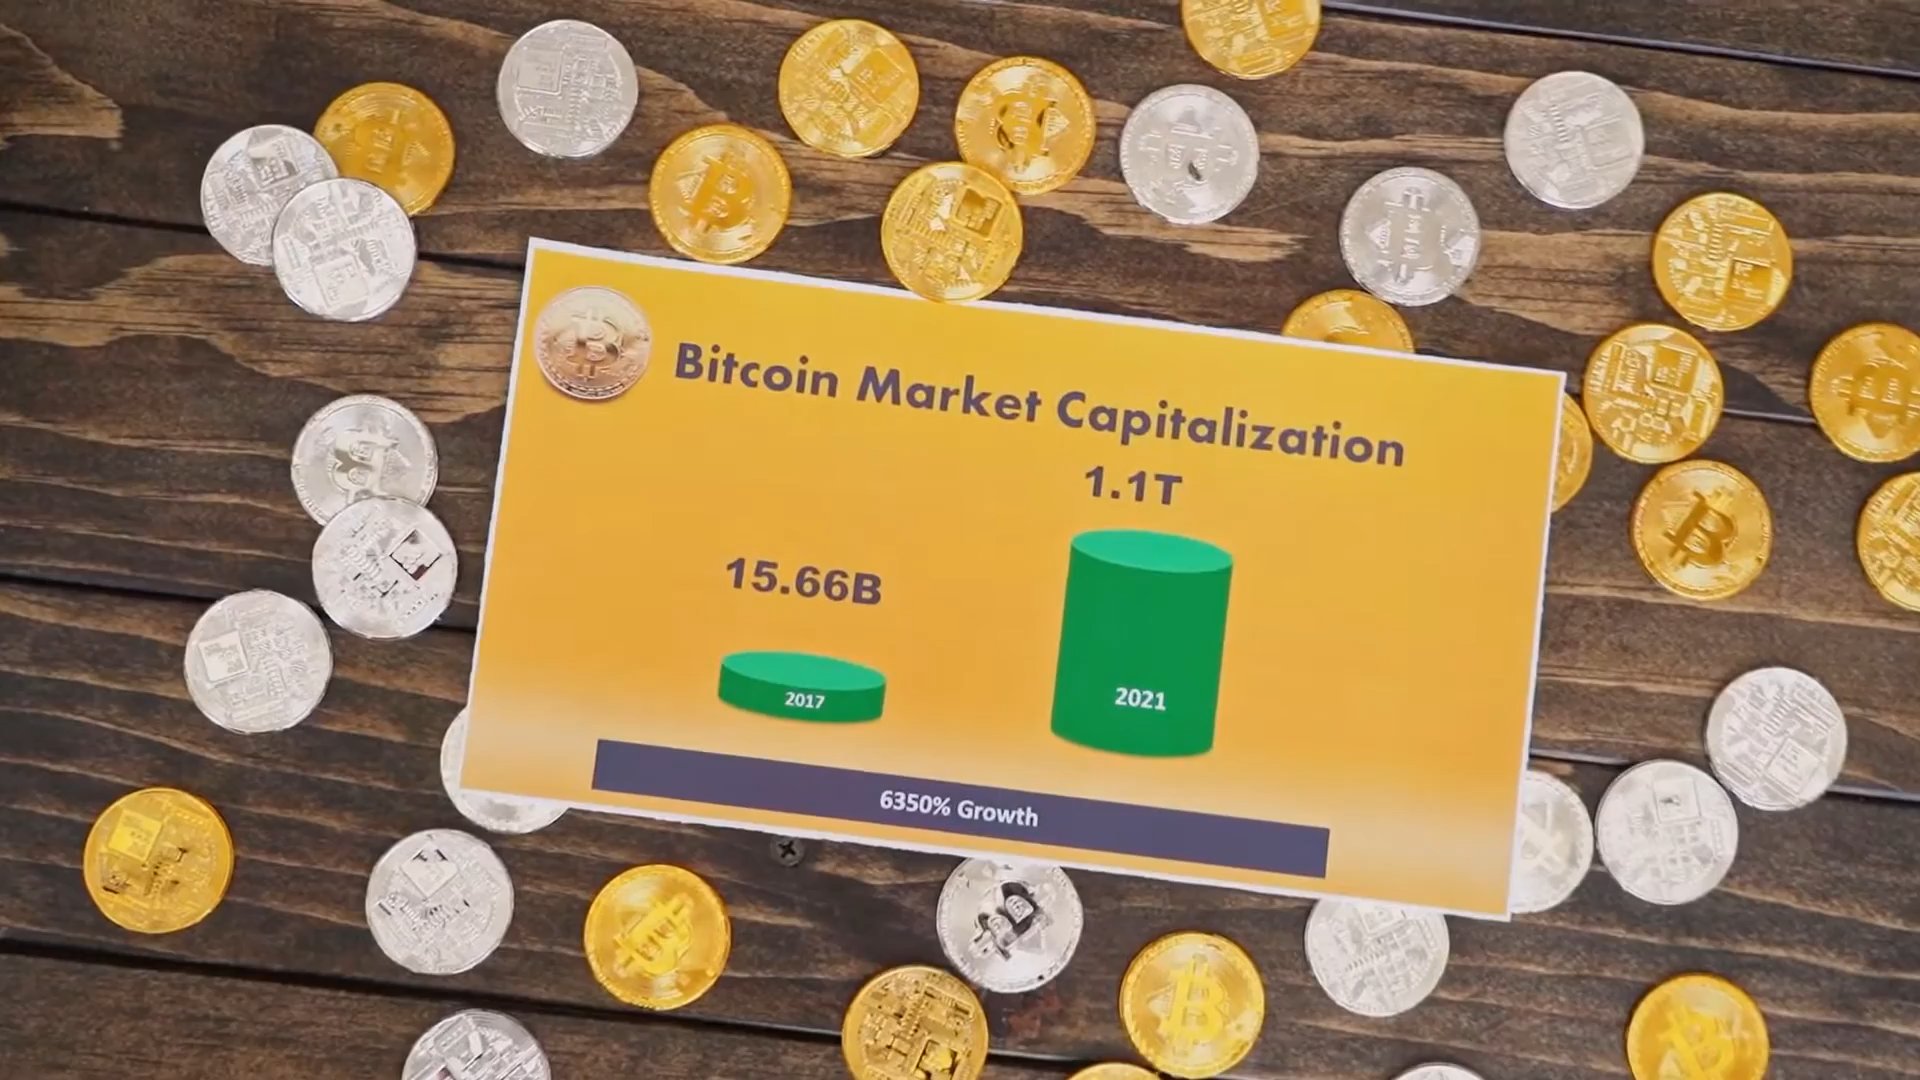 Bitcoin Market Capitalization
1.1T
15.66B
2017
2021
6350% Growth